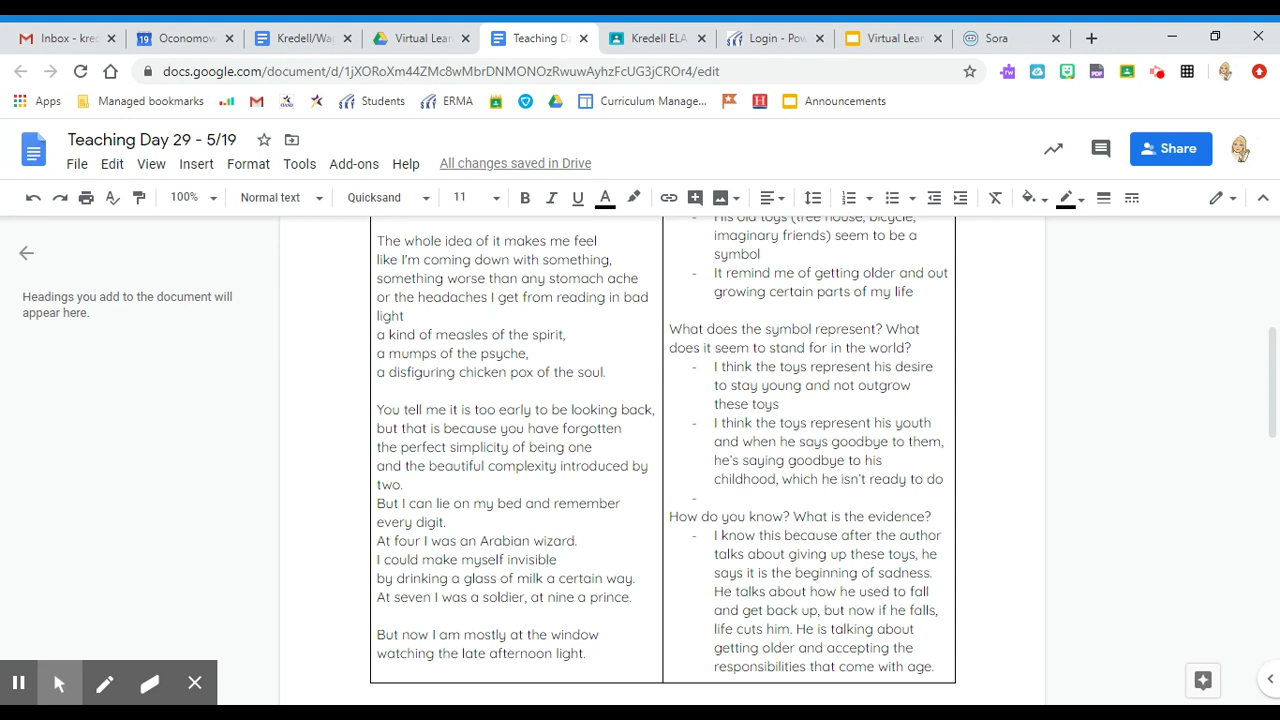 Inbox - kre
Oconomow
Kredell/Wa
Virtual Lear
Teaching D
Kredell ELA
Login - Pow
Virtual Lear
Sora
Apps
Managed bookmarks
Students
ERMA
Curriculum Manage...
Announcements
Teaching Day 29 - 5/19
File Edit View Insert Format Tools Add-ons Help All changes saved in Drive
Share
100% Normal text Quicksand 11 B I U A
Headings you add to the document will
appear here.
The whole idea of it makes me feel
like I'm coming down with something,
something worse than any stomach ache
or the headaches I get from reading in bad
light
a kind of measles of the spirit,
a mumps of the psyche,
a disfiguring chicken pox of the soul.
You tell me it is too early to be looking back,
but that is because you have forgotten
the perfect simplicity of being one
and the beautiful complexity introduced by
two.
But I can lie on my bed and remember
every digit.
At four I was an Arabian wizard.
I could make myself invisible
by drinking a glass of milk a certain way.
At seven I was a soldier, at nine a prince.
But now I am mostly at the window
watching the late afternoon light.
- His old toys (tree house, bicycle,
imaginary friends) seem to be a
symbol
- It remind me of getting older and out
growing certain parts of my life
What does the symbol represent? What
does it seem to stand for in the world?
- I think the toys represent his desire
to stay young and not outgrow
these toys
- I think the toys represent his youth
and when he says goodbye to them,
he's saying goodbye to his
childhood, which he isn't ready to do
-
How do you know? What is the evidence?
- I know this because after the author
talks about giving up these toys, he
says it is the beginning of sadness.
He talks about how he used to fall
and get back up, but now if he falls,
life cuts him. He is talking about
getting older and accepting the
responsibilities that come with age.